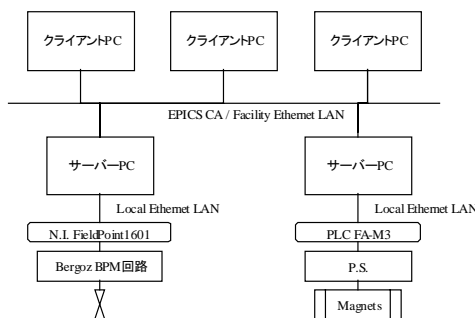 クライアントPC クライアントPC クライアントPC
EPICS CA / Facility Ethernet LAN
サーバーPC サーバーPC
Local Ethernet LAN Local Ethernet LAN
N.I. FieldPoint1601 PLC FA-M3
Bergoz BPM回路 P.S.
Magnets